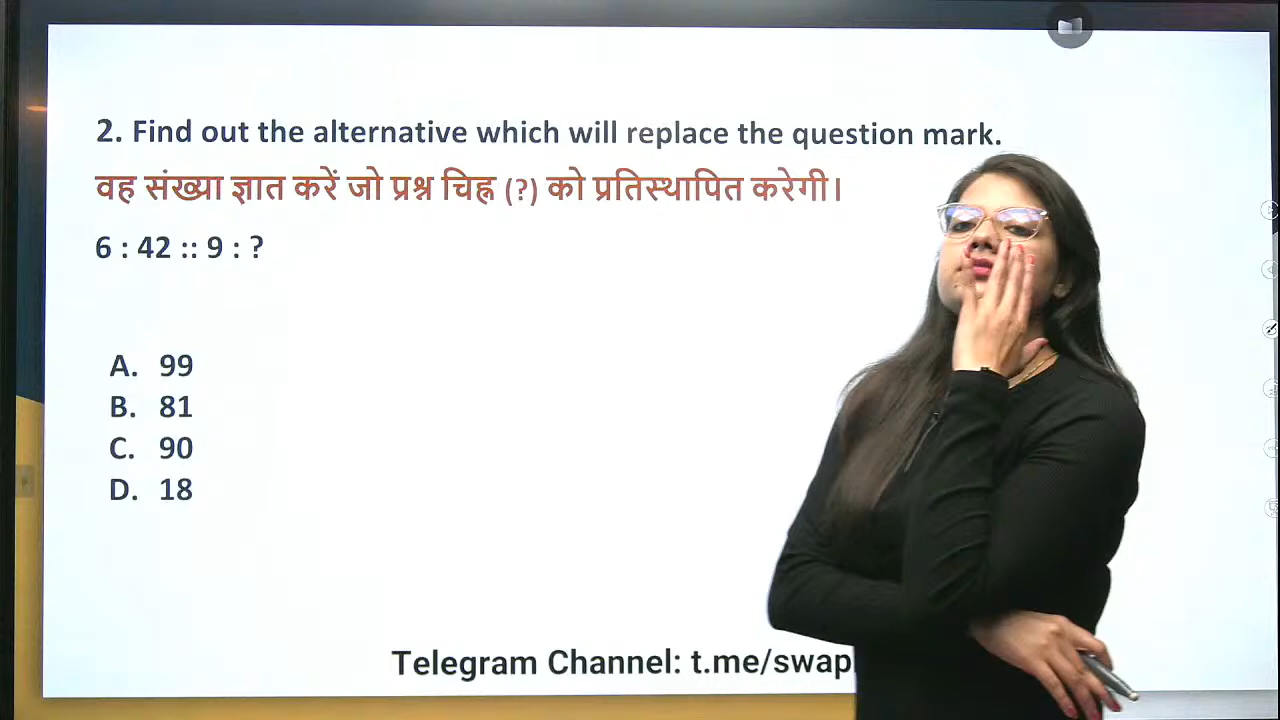 2. Find out the alternative which will replace the question mark.
वह संख्या ज्ञात करें जो प्रश्न चिह्न (?) को प्रतिस्थापित करेगी।
6 : 42 :: 9 : ?
A. 99
B. 81
C. 90
D. 18
Telegram Channel: t.me/swap